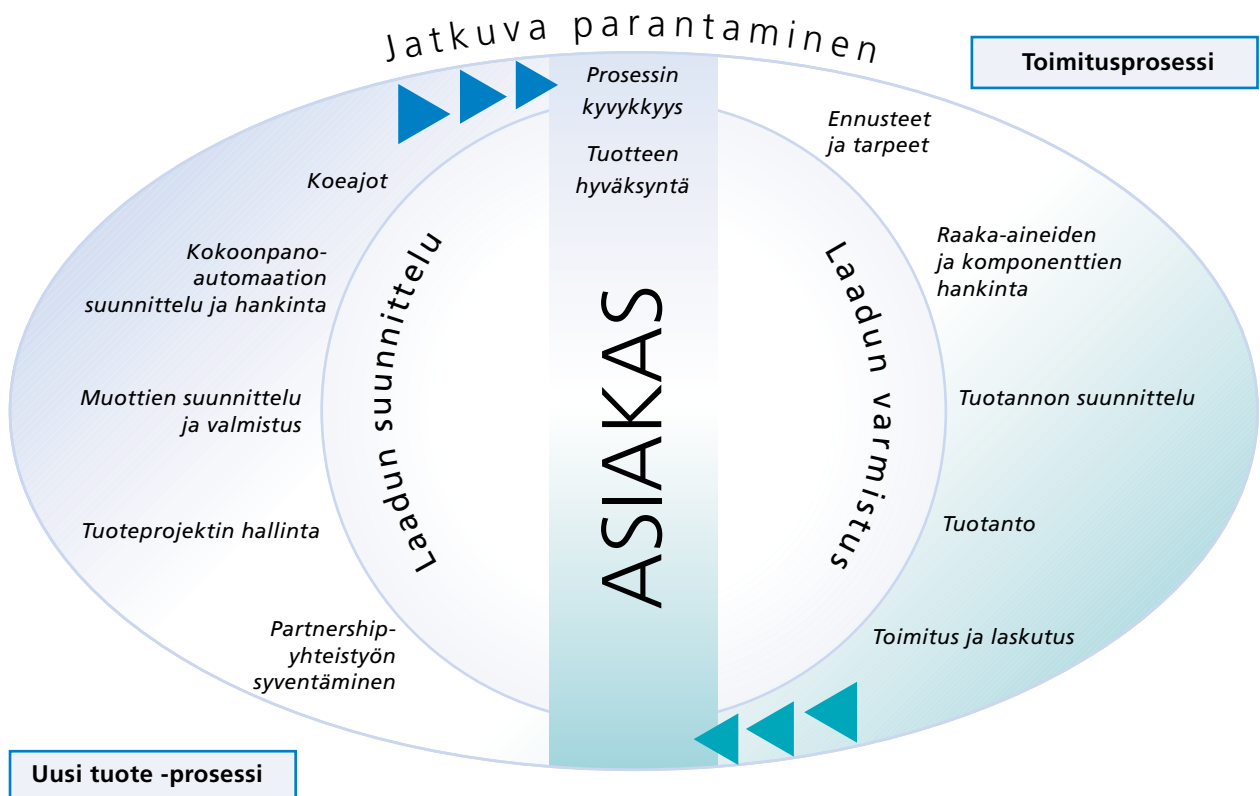 Jatkuva parantaminen
Toimitusprosessi
Prosessin
kyvykkyys
Tuotteen
hyväksyntä
Ennusteet
ja tarpeet
Raaka-aineiden
ja komponenttien
hankinta
Tuotannon suunnittelu
Tuotanto
Toimitus ja laskutus
Laadun varmistus
ASIAKAS
Laadun suunnittelu
Koeajot
Kokoonpano-
automaation
suunnittelu ja hankinta
Muottien suunnittelu
ja valmistus
Tuoteprojektin hallinta
Partnership-
yhteistyön
syventäminen
Uusi tuote -prosessi